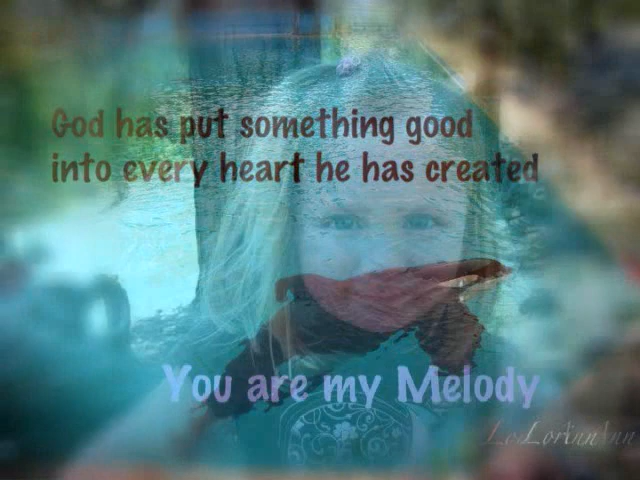 God has put something good
into every heart he has created
You are my Melody